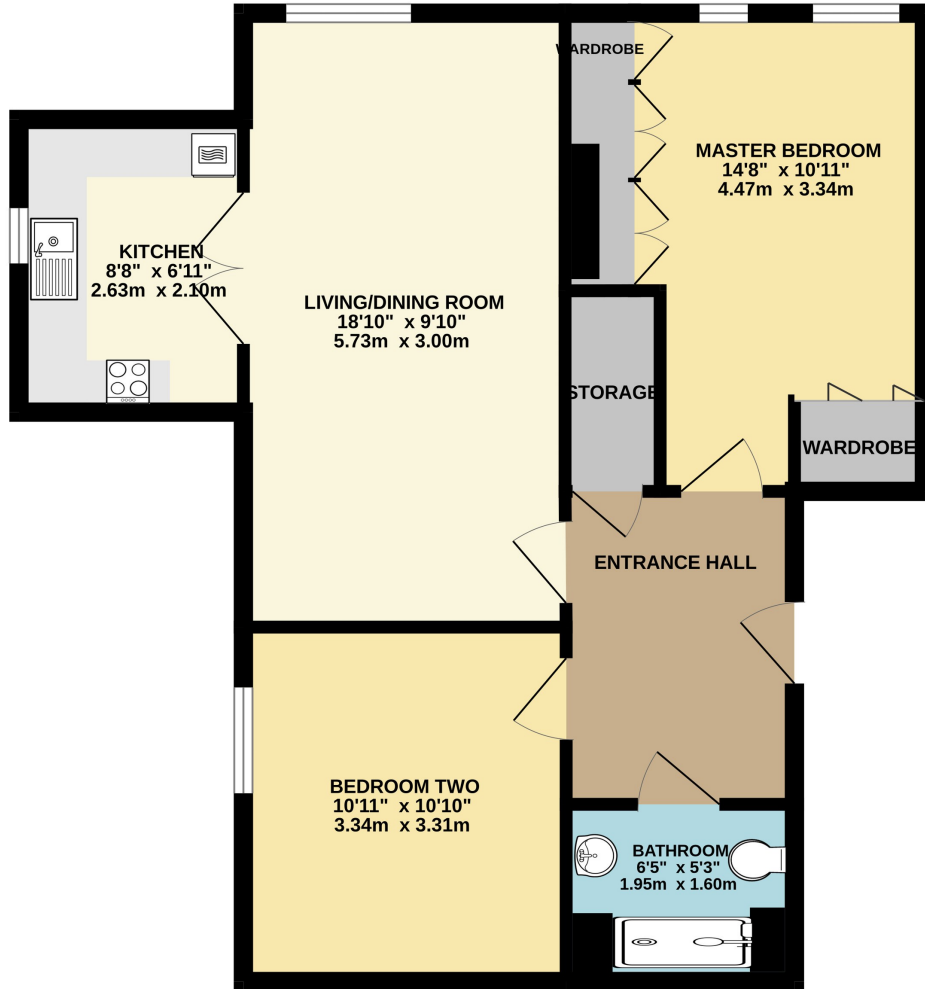 WARDROBE
MASTER BEDROOM
14'8" x 10'11"
4.47m x 3.34m
KITCHEN
8'8" x 6'11"
2.63m x 2.10m
LIVING/DINING ROOM
18'10" x 9'10"
5.73m x 3.00m
STORAGE
WARDROBE
ENTRANCE HALL
BEDROOM TWO
10'11" x 10'10"
3.34m x 3.31m
BATHROOM
6'5" x 5'3"
1.95m x 1.60m